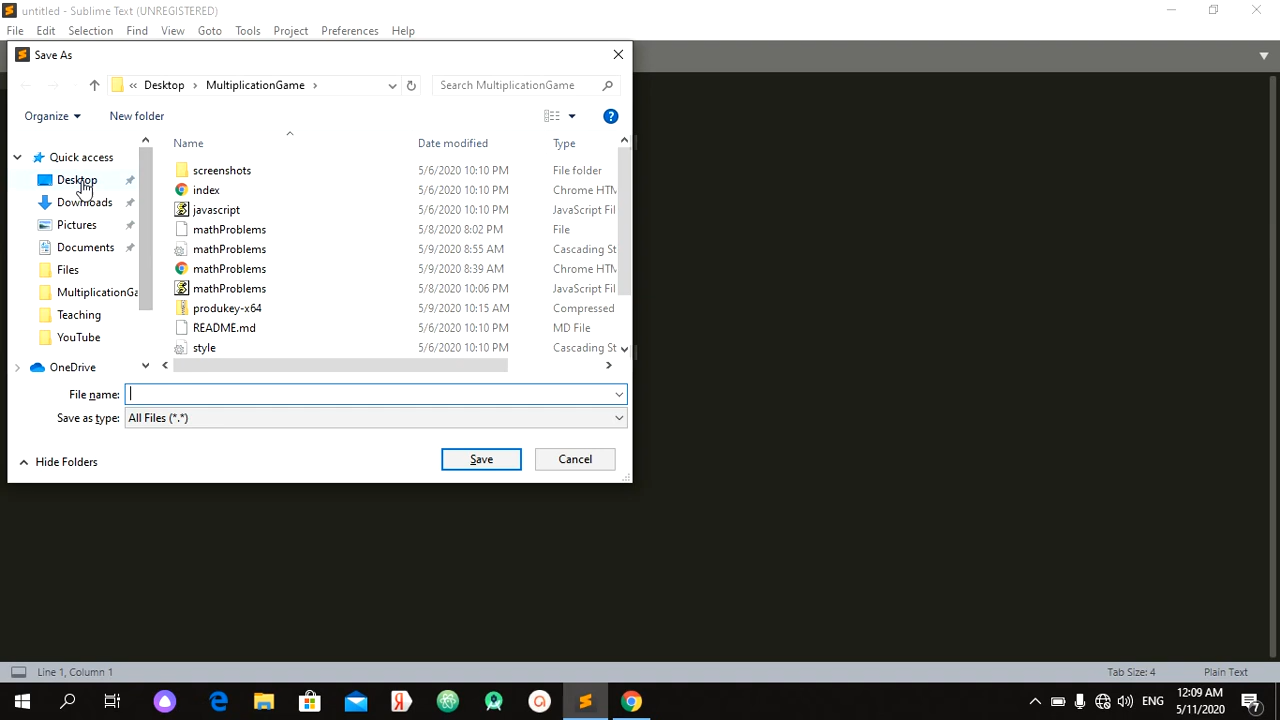 untitled - Sublime Text (UNREGISTERED)
File Edit Selection Find View Goto Tools Project Preferences Help
Save As
« Desktop > MultiplicationGame >
Search MultiplicationGame
Organize New folder
Name Date modified Type
Quick access
Desktop
Downloads
Pictures
Documents
Files
MultiplicationGa
Teaching
YouTube
OneDrive
screenshots 5/6/2020 10:10 PM File folder
index 5/6/2020 10:10 PM Chrome HTM
javascript 5/6/2020 10:10 PM JavaScript Fil
mathProblems 5/8/2020 8:02 PM File
mathProblems 5/9/2020 8:55 AM Cascading St
mathProblems 5/9/2020 8:39 AM Chrome HTM
mathProblems 5/8/2020 10:06 PM JavaScript Fil
produkey-x64 5/9/2020 10:15 AM Compressed
README.md 5/6/2020 10:10 PM MD File
style 5/6/2020 10:10 PM Cascading St
File name:
Save as type: All Files (*.*)
Hide Folders
Save Cancel
Line 1, Column 1
Tab Size: 4 Plain Text
ENG
12:09 AM
5/11/2020
7